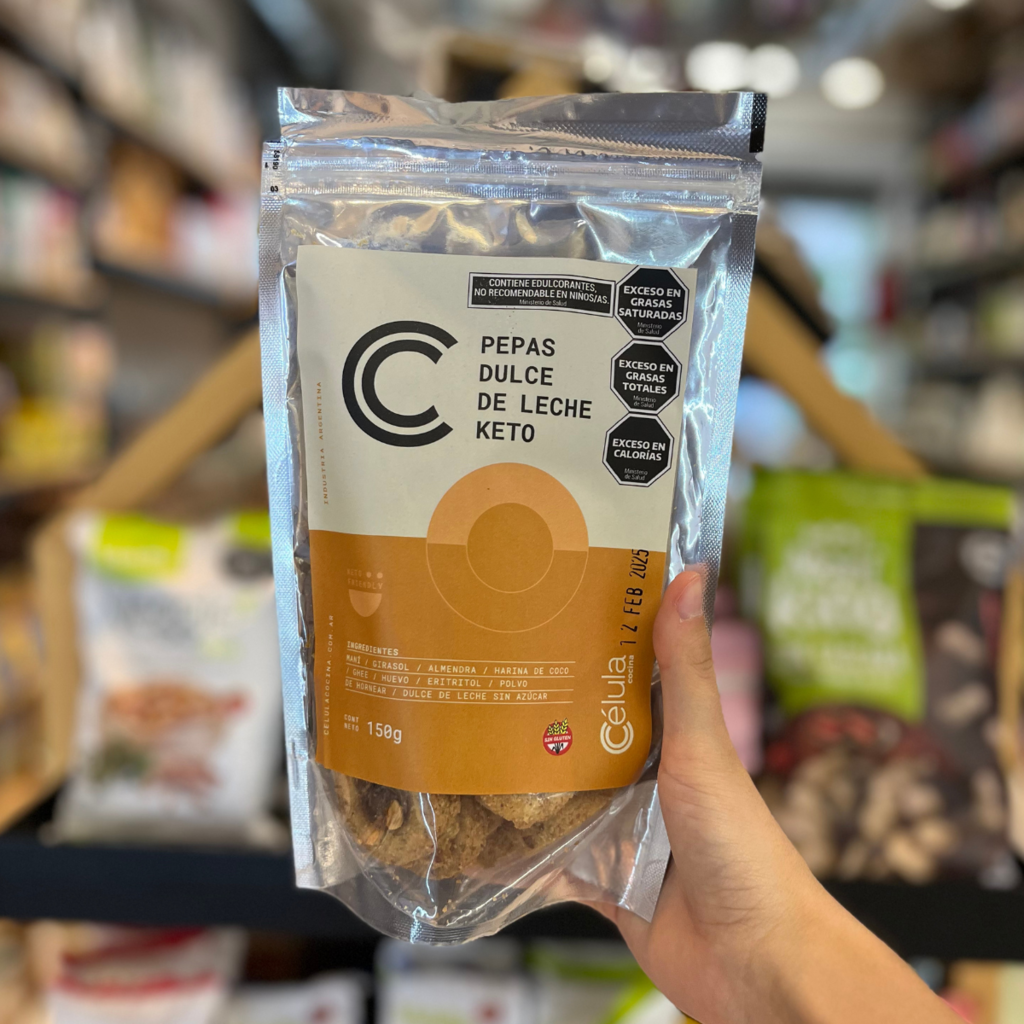 CONTIENE EDULCORANTES,
NO RECOMENDABLE EN NIÑOS/AS.
Ministerio de Salud
EXCESO EN
GRASAS
SATURADAS
Ministerio
de Salud
EXCESO EN
GRASAS
TOTALES
Ministerio
de Salud
EXCESO EN
CALORÍAS
Ministerio
de Salud
PEPAS
DULCE
DE LECHE
KETO
INDUSTRIA ARGENTINA
KETO
FRIENDLY
12 FEB 2025
CELULACOCINA.COM.AR
INGREDIENTES
MANÍ / GIRASOL / ALMENDRA / HARINA DE COCO
/ GHEE / HUEVO / ERITRITOL / POLVO
DE HORNEAR / DULCE DE LECHE SIN AZÚCAR
CONT
NETO 150g
SIN GLUTEN
Célula
cocina